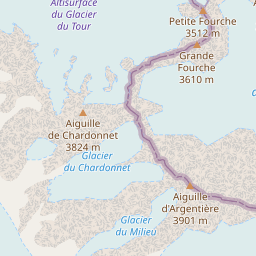 Altisurface
du Glacier
du Tour
Petite Fourche
3512 m
Grande
Fourche
3610 m
Aiguille
de Chardonnet
3824 m
Glacier
du Chardonnet
Aiguille
d'Argentière
3901 m
Glacier
du Milieu